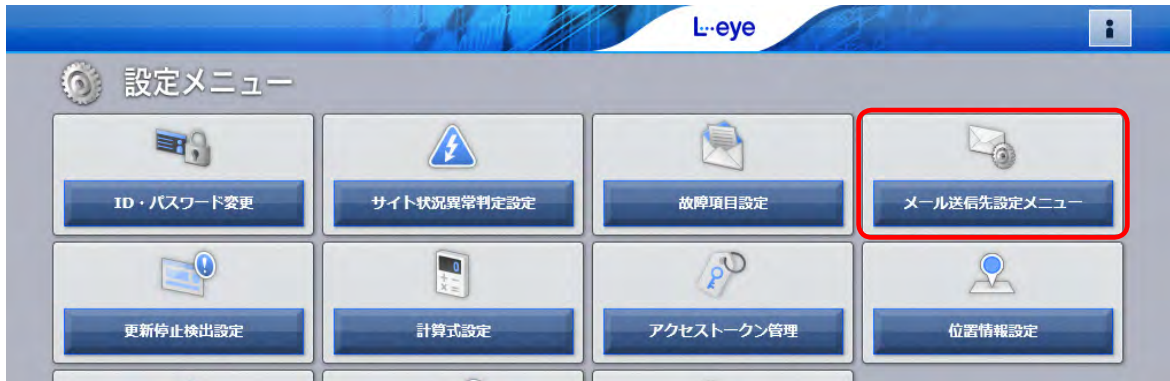 L-eye
設定メニュー
ID・パスワード変更
サイト状況異常判定設定
故障項目設定
メール送信先設定メニュー
更新停止検出設定
計算式設定
アクセストークン管理
位置情報設定